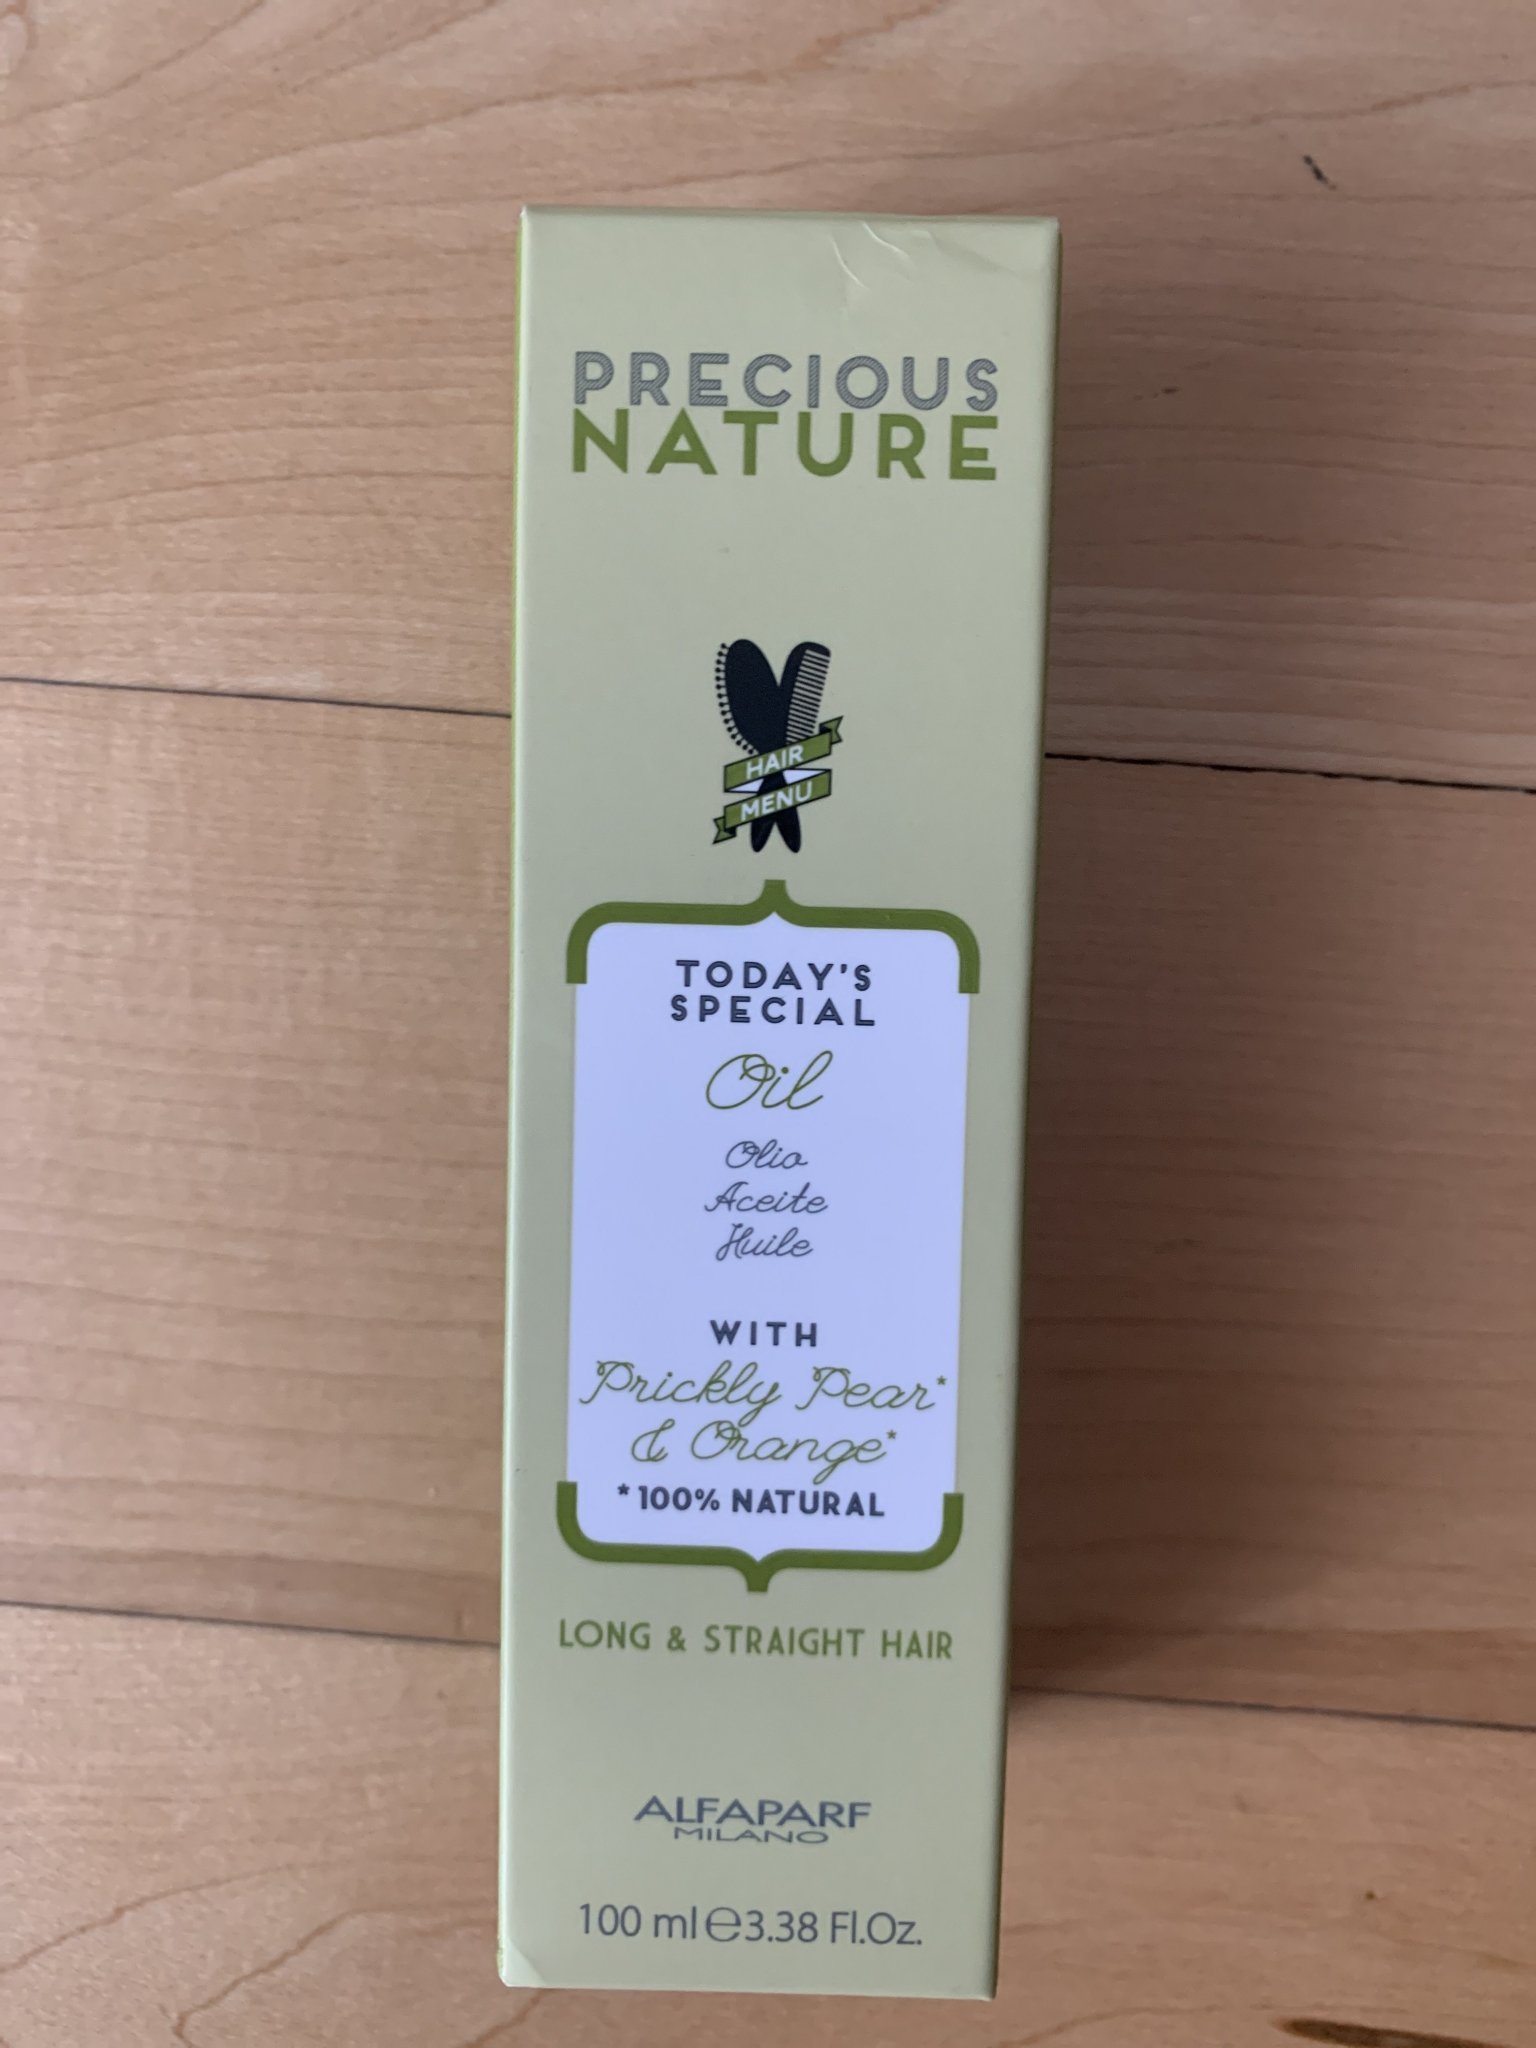 PRECIOUS
NATURE
HAIR
MENU
TODAY'S
SPECIAL
Oil
Olio
Aceite
Huile
WITH
Prickly Pear*
& Orange*
*100% NATURAL
LONG & STRAIGHT HAIR
ALFAPARF
MILANO
100 ml ℮ 3.38 Fl.Oz.